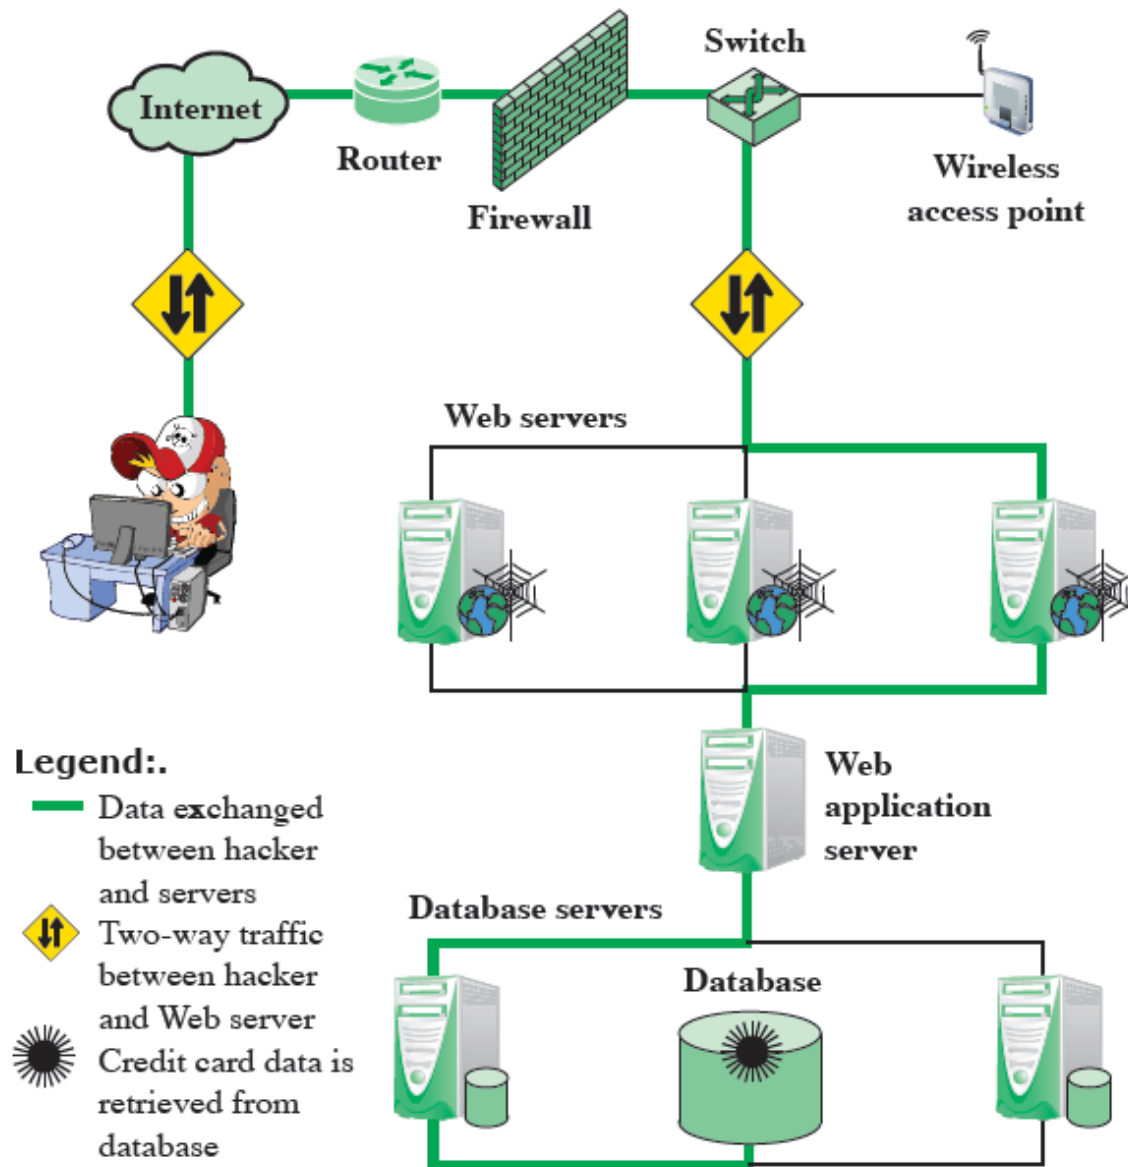 Switch
Internet
Router
Firewall
Wireless
access point
Web servers
Legend:.
Data exchanged
between hacker
and servers
Two-way traffic
between hacker
and Web server
Credit card data is
retrieved from
database
Web
application
server
Database servers
Database